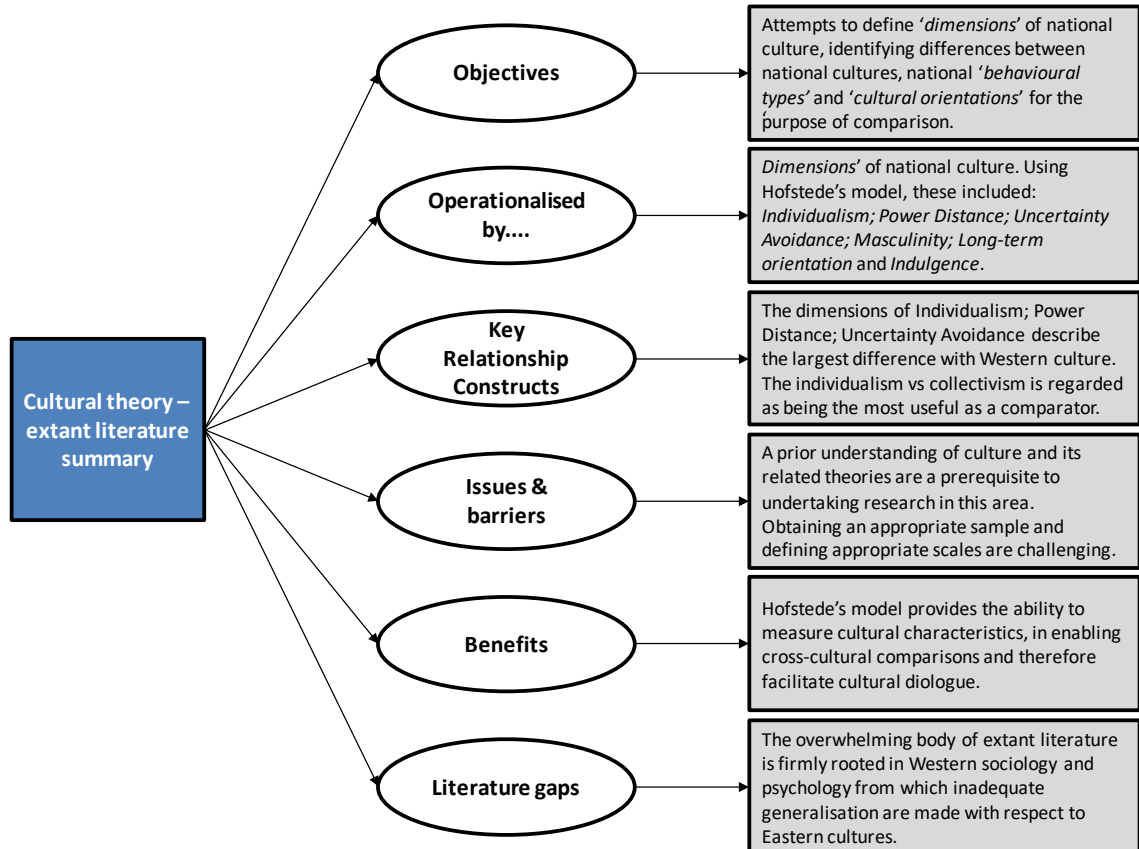 Cultural theory –
extant literature
summary
Objectives
Attempts to define ‘dimensions’ of national
culture, identifying differences between
national cultures, national ‘behavioural
types’ and ‘cultural orientations’ for the
‘purpose of comparison.
Operationalised
by....
Dimensions’ of national culture. Using
Hofstede’s model, these included:
Individualism; Power Distance; Uncertainty
Avoidance; Masculinity; Long-term
orientation and Indulgence.
Key
Relationship
Constructs
The dimensions of Individualism; Power
Distance; Uncertainty Avoidance describe
the largest difference with Western culture.
The individualism vs collectivism is regarded
as being the most useful as a comparator.
Issues &
barriers
A prior understanding of culture and its
related theories are a prerequisite to
undertaking research in this area.
Obtaining an appropriate sample and
defining appropriate scales are challenging.
Benefits
Hofstede’s model provides the ability to
measure cultural characteristics, in enabling
cross-cultural comparisons and therefore
facilitate cultural diologue.
Literature gaps
The overwhelming body of extant literature
is firmly rooted in Western sociology and
psychology from which inadequate
generalisation are made with respect to
Eastern cultures.